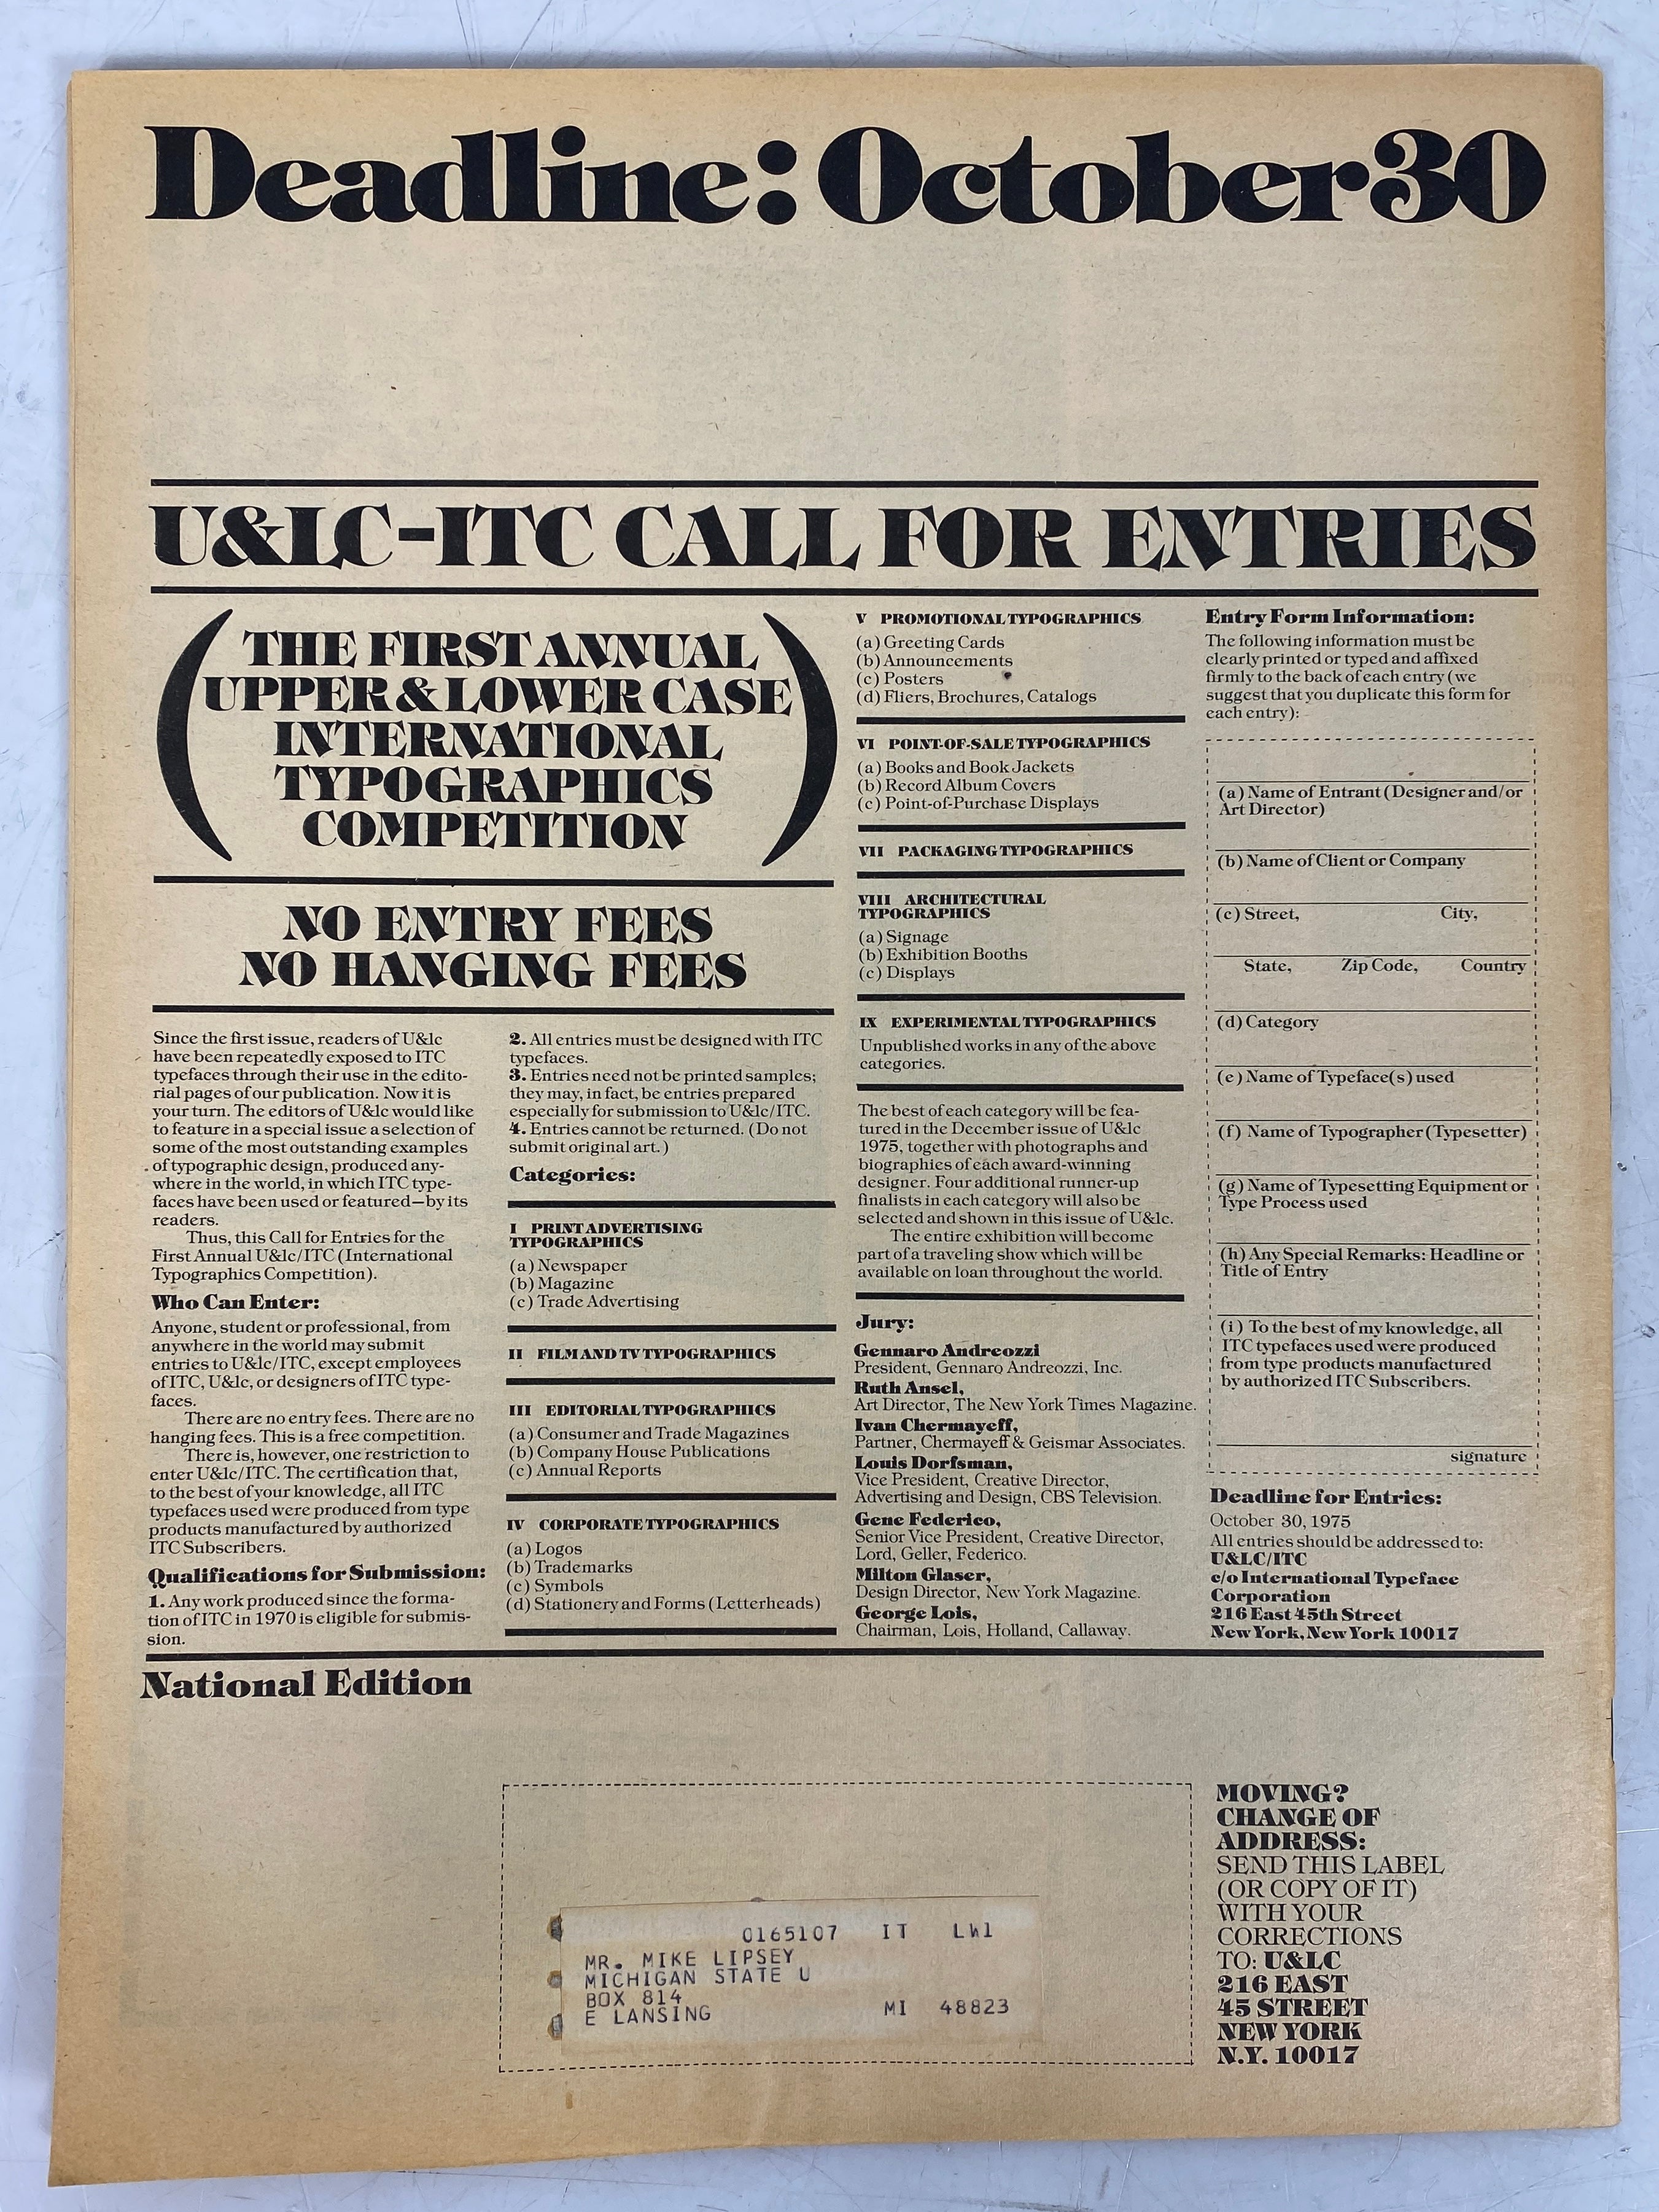 Deadline: October 30
U&LC-ITC CALL FOR ENTRIES
(THE FIRST ANNUAL
UPPER & LOWER CASE
INTERNATIONAL
TYPOGRAPHICS
COMPETITION)
NO ENTRY FEES
NO HANGING FEES
Since the first issue, readers of U&lc
have been repeatedly exposed to ITC
typefaces through their use in the edito-
rial pages of our publication. Now it is
your turn. The editors of U&lc would like
to feature in a special issue a selection of
some of the most outstanding examples
of typographic design, produced any-
where in the world, in which ITC type-
faces have been used or featured—by its
readers.
Thus, this Call for Entries for the
First Annual U&lc/ITC (International
Typographics Competition).
Who Can Enter:
Anyone, student or professional, from
anywhere in the world may submit
entries to U&lc/ITC, except employees
of ITC, U&lc, or designers of ITC type-
faces.
There are no entry fees. There are no
hanging fees. This is a free competition.
There is, however, one restriction to
enter U&lc/ITC. The certification that,
to the best of your knowledge, all ITC
typefaces used were produced from type
products manufactured by authorized
ITC Subscribers.
Qualifications for Submission:
1. Any work produced since the forma-
tion of ITC in 1970 is eligible for submis-
sion.
2. All entries must be designed with ITC
typefaces.
3. Entries need not be printed samples;
they may, in fact, be entries prepared
especially for submission to U&lc/ITC.
4. Entries cannot be returned. (Do not
submit original art.)
Categories:
I PRINT ADVERTISING
TYPOGRAPHICS
(a) Newspaper
(b) Magazine
(c) Trade Advertising
II FILM AND TV TYPOGRAPHICS
III EDITORIAL TYPOGRAPHICS
(a) Consumer and Trade Magazines
(b) Company House Publications
(c) Annual Reports
IV CORPORATE TYPOGRAPHICS
(a) Logos
(b) Trademarks
(c) Symbols
(d) Stationery and Forms (Letterheads)
V PROMOTIONAL TYPOGRAPHICS
(a) Greeting Cards
(b) Announcements
(c) Posters
(d) Fliers, Brochures, Catalogs
VI POINT-OF-SALE TYPOGRAPHICS
(a) Books and Book Jackets
(b) Record Album Covers
(c) Point-of-Purchase Displays
VII PACKAGING TYPOGRAPHICS
VIII ARCHITECTURAL
TYPOGRAPHICS
(a) Signage
(b) Exhibition Booths
(c) Displays
IX EXPERIMENTAL TYPOGRAPHICS
Unpublished works in any of the above
categories.
The best of each category will be fea-
tured in the December issue of U&lc
1975, together with photographs and
biographies of each award-winning
designer. Four additional runner-up
finalists in each category will also be
selected and shown in this issue of U&lc.
The entire exhibition will become
part of a traveling show which will be
available on loan throughout the world.
Jury:
Gennaro Andreozzi
President, Gennaro Andreozzi, Inc.
Ruth Ansel,
Art Director, The New York Times Magazine.
Ivan Chermayeff,
Partner, Chermayeff & Geismar Associates.
Louis Dorfsman,
Vice President, Creative Director,
Advertising and Design, CBS Television.
Gene Federico,
Senior Vice President, Creative Director,
Lord, Geller, Federico.
Milton Glaser,
Design Director, New York Magazine.
George Lois,
Chairman, Lois, Holland, Callaway.
Entry Form Information:
The following information must be
clearly printed or typed and affixed
firmly to the back of each entry (we
suggest that you duplicate this form for
each entry):
(a) Name of Entrant (Designer and/or
Art Director)
(b) Name of Client or Company
(c) Street, City,
State, Zip Code, Country
(d) Category
(e) Name of Typeface(s) used
(f) Name of Typographer (Typesetter)
(g) Name of Typesetting Equipment or
Type Process used
(h) Any Special Remarks: Headline or
Title of Entry
(i) To the best of my knowledge, all
ITC typefaces used were produced
from type products manufactured
by authorized ITC Subscribers.
signature
Deadline for Entries:
October 30, 1975
All entries should be addressed to:
U&LC/ITC
c/o International Typeface
Corporation
216 East 45th Street
New York, New York 10017
National Edition
0165107 IT LW1
MR. MIKE LIPSEY
MICHIGAN STATE U
BOX 814
E LANSING MI 48823
MOVING?
CHANGE OF
ADDRESS:
SEND THIS LABEL
(OR COPY OF IT)
WITH YOUR
CORRECTIONS
TO: U&LC
216 EAST
45 STREET
NEW YORK
N.Y. 10017